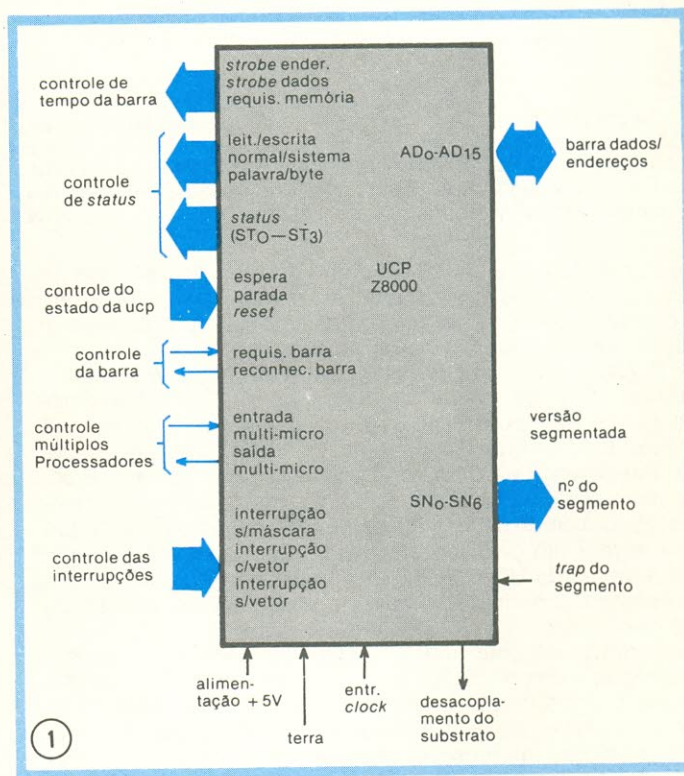 controle de
tempo da barra
strobe ender.
strobe dados
requis. memória
controle
de status
leit./escrita
normal/sistema
palavra/byte
status
(ST0—ST3)
AD0-AD15
barra dados/
endereços
UCP
Z8000
controle do
estado da ucp
espera
parada
reset
controle
da barra
requis. barra
reconhec. barra
controle
múltiplos
Processadores
entrada
multi-micro
saída
multi-micro
versão
segmentada
SN0-SN6
nº do
segmento
controle das
interrupções
interrupção
s/máscara
interrupção
c/vetor
interrupção
s/vetor
trap do
segmento
alimen-
tação + 5V
terra
entr.
clock
desacopla-
mento do
substrato
1